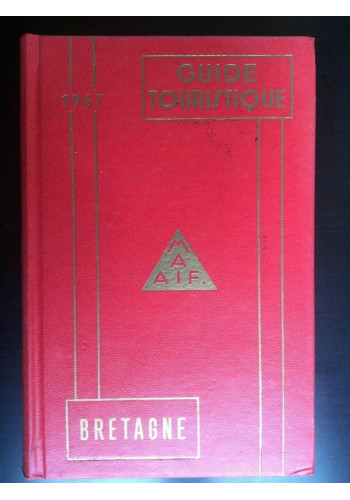 GUIDE
TOURISTIQUE
1967
M
A
AIF.
BRETAGNE